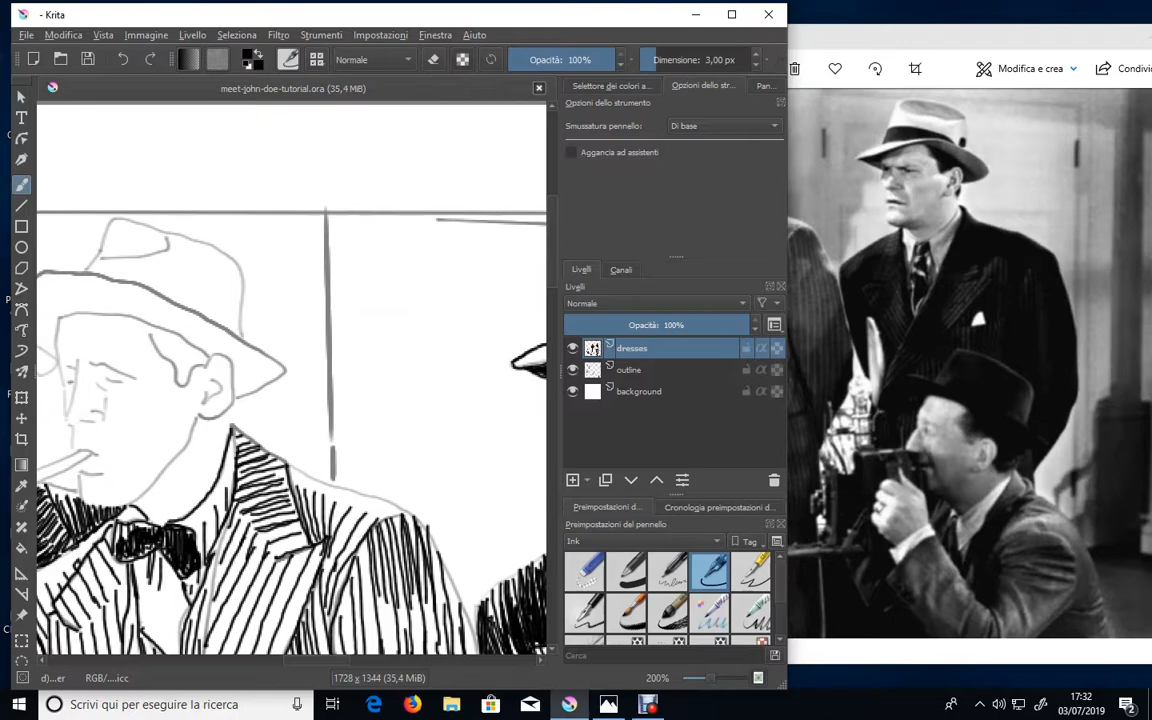 - Krita
File Modifica Vista Immagine Livello Seleziona Filtro Strumenti Impostazioni Finestra Aiuto
Normale Opacità: 100% Dimensione: 3,00 px
meet-john-doe-tutorial.ora (35,4 MiB)
Selettore dei colori a... Opzioni dello str... Pan...
Opzioni dello strumento
Smussatura pennello: Di base
Aggancia ad assistenti
Livelli Canali
Livelli
Normale
Opacità: 100%
dresses
outline
background
Preimpostazioni d... Cronologia preimpostazioni d...
Preimpostazioni del pennello
Ink Tag
Cerca
d)...er RGB/....icc 1728 x 1344 (35,4 MiB) 200%
Modifica e crea Condivid
Scrivi qui per eseguire la ricerca
17:32
03/07/2019
2